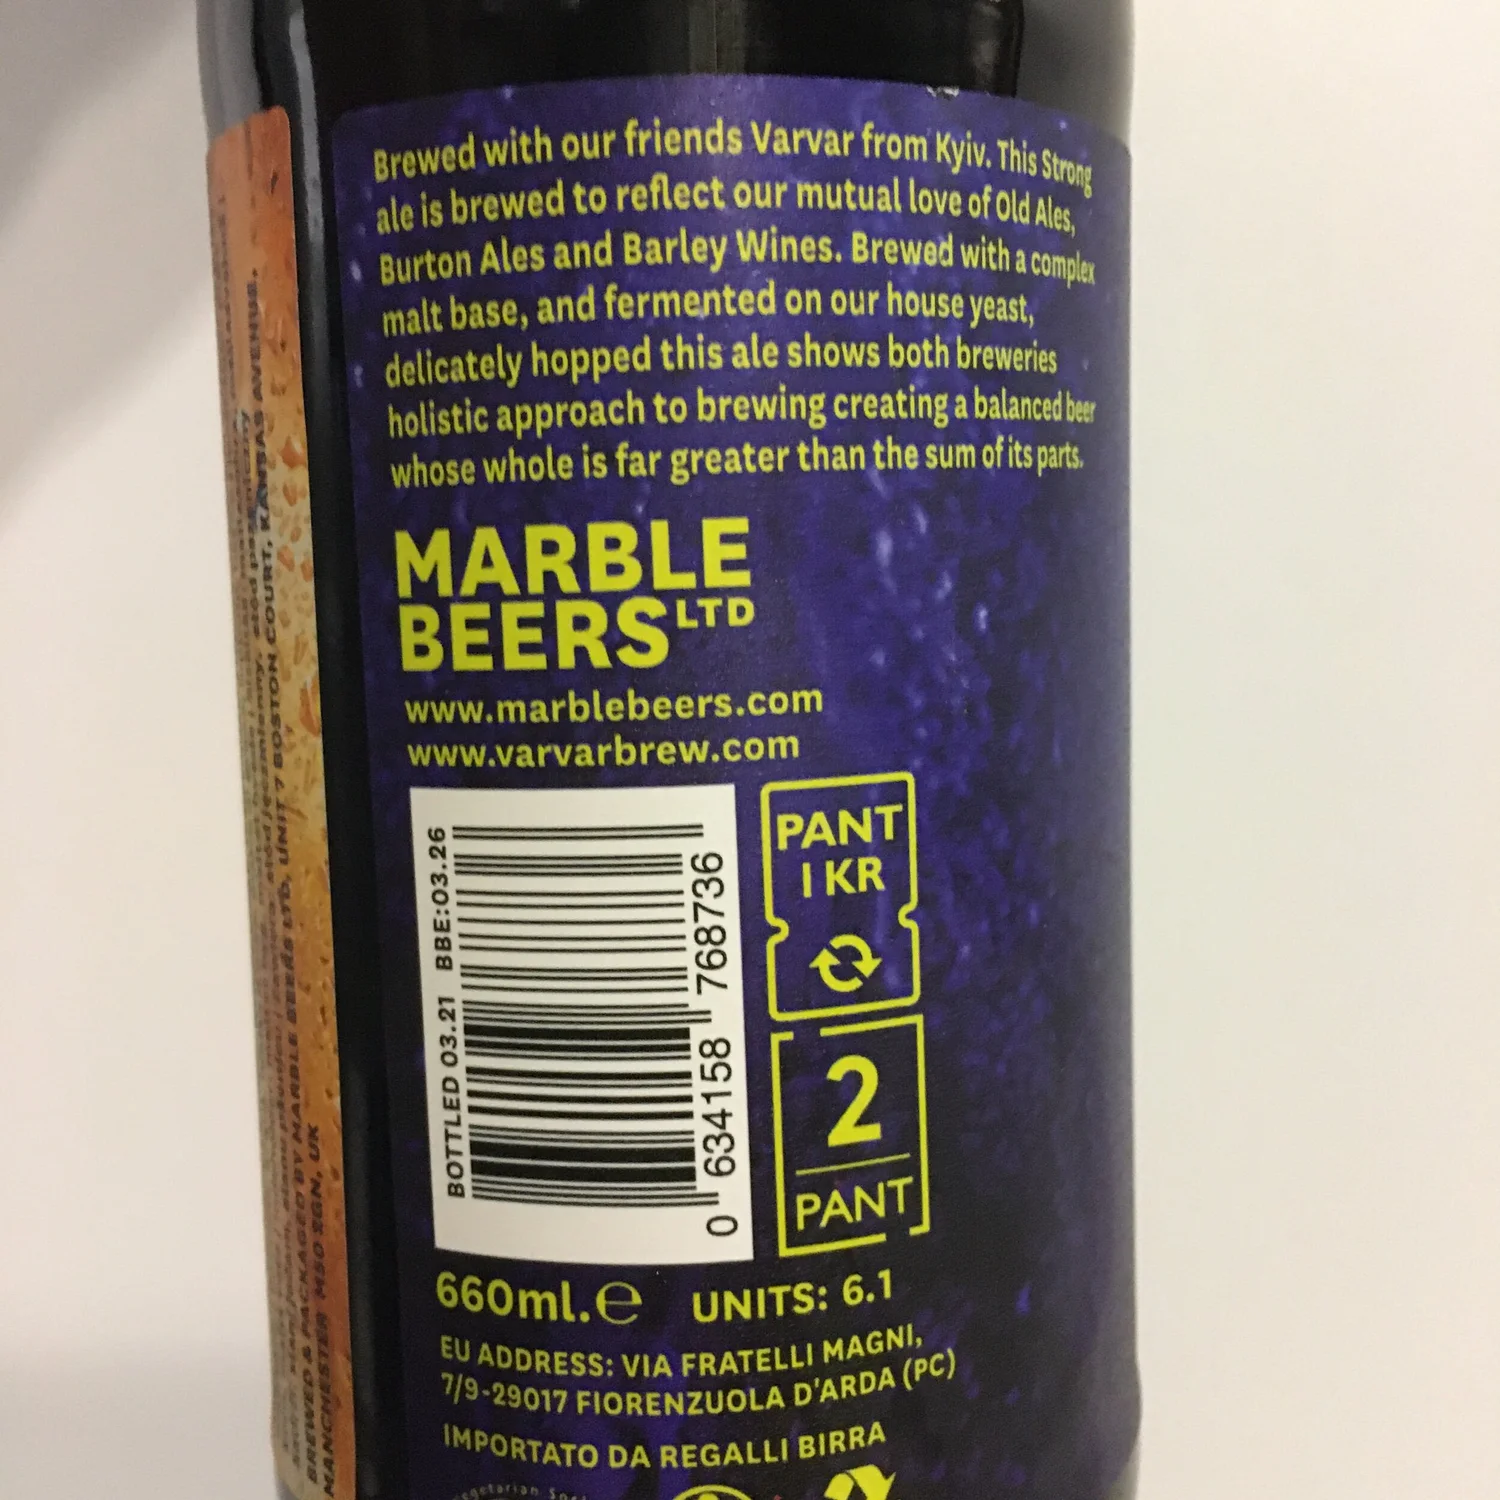 Brewed with our friends Varvar from Kyiv. This Strong
ale is brewed to reflect our mutual love of Old Ales,
Burton Ales and Barley Wines. Brewed with a complex
malt base, and fermented on our house yeast,
delicately hopped this ale shows both breweries
holistic approach to brewing creating a balanced beer
whose whole is far greater than the sum of its parts.
MARBLE
BEERS LTD
www.marblebeers.com
www.varvarbrew.com
BOTTLED 03.21 BBE:03.26
0 634158 768736
PANT
1 KR
2
PANT
660ml.e UNITS: 6.1
EU ADDRESS: VIA FRATELLI MAGNI,
7/9-29017 FIORENZUOLA D'ARDA (PC)
IMPORTATO DA REGALLI BIRRA
BREWED & PACKAGED BY MARBLE BEERS LTD, UNIT 7 BOSTON COURT, KANSAS AVENUE.
MANCHESTER M50 2GN, UK